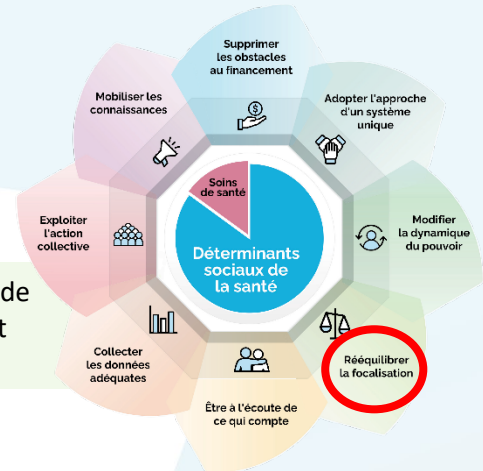 Supprimer
les obstacles
au financement
Adopter l'approche
d'un système
unique
Modifier
la dynamique
du pouvoir
Rééquilibrer
la focalisation
Être à l'écoute de
ce qui compte
Collecter
les données
adéquates
Exploiter
l'action
collective
Mobiliser les
connaissances
Soins
de santé
Déterminants
sociaux de
la santé
de
t